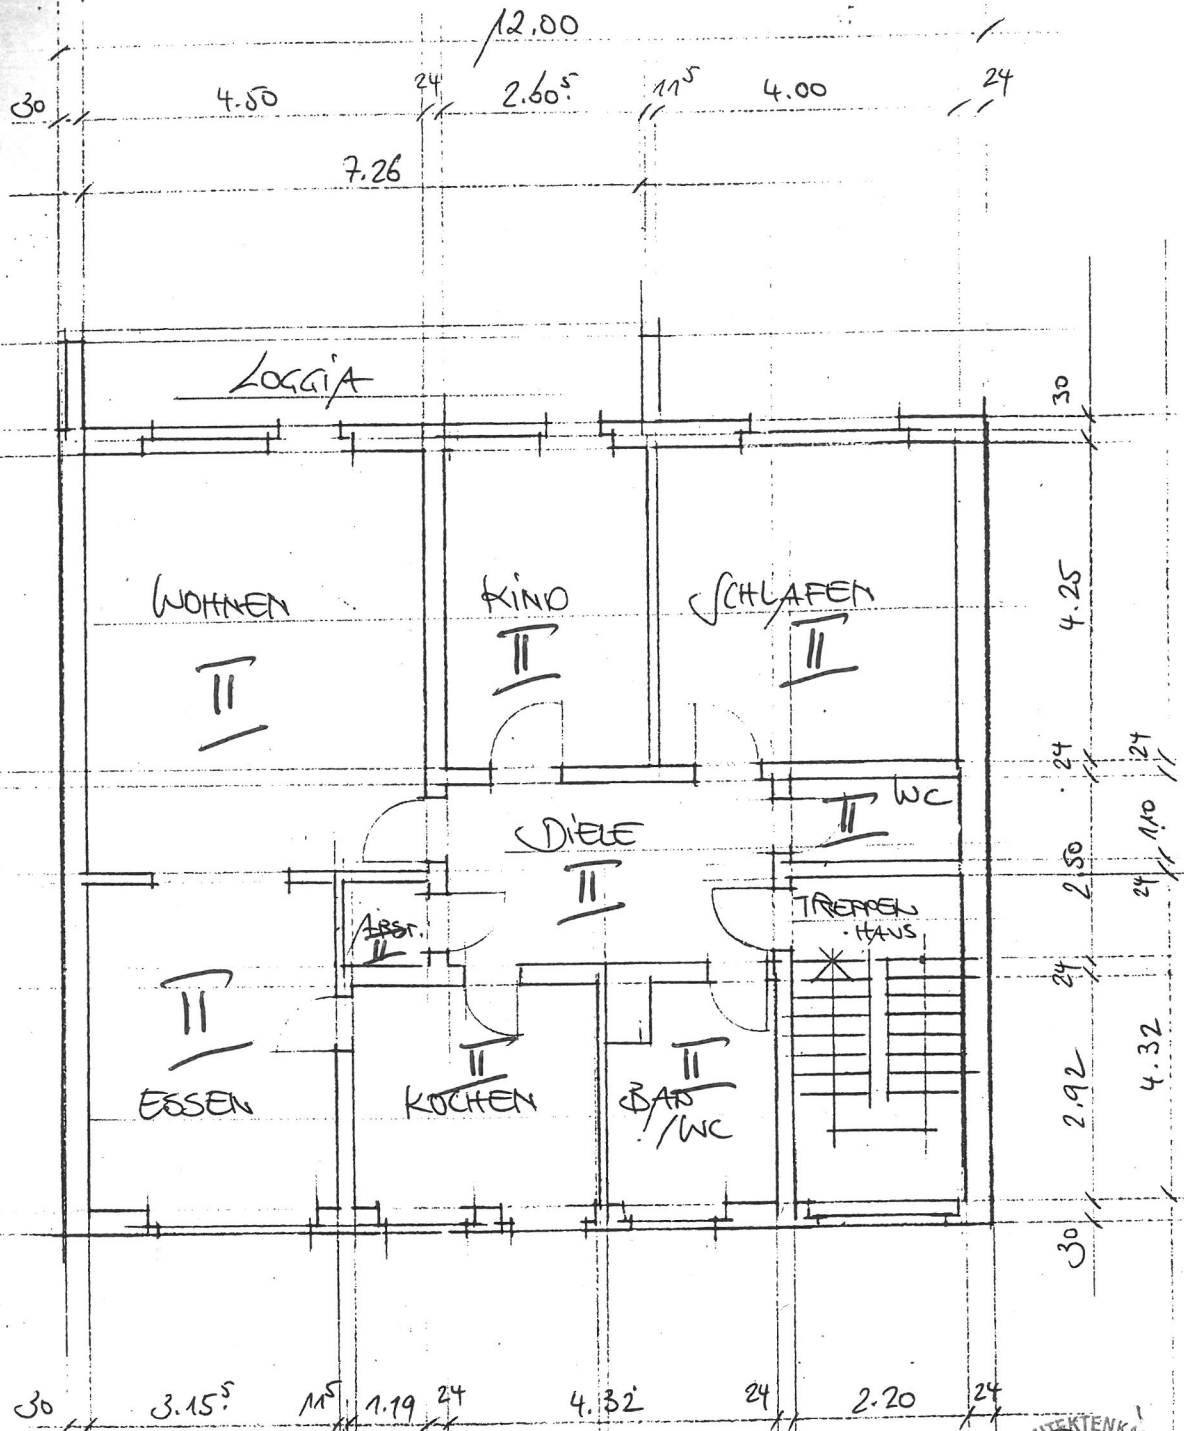 12.00
30 4.50 24 2.60⁵ 11⁵ 4.00 24
7.26
LOGGIA
30
WOHNEN
II
KIND
II
SCHLAFEN
II
4.25
24 24
WC
II
DIELE
II
2.50 1.10
24
TREPPEN
HAUS
ABST.
II
24
II
ESSEN
II
KOCHEN
II
BAD
/WC
2.92 4.32
30
30 3.15⁵ 11⁵ 1.19 24 4.32 24 2.20 24